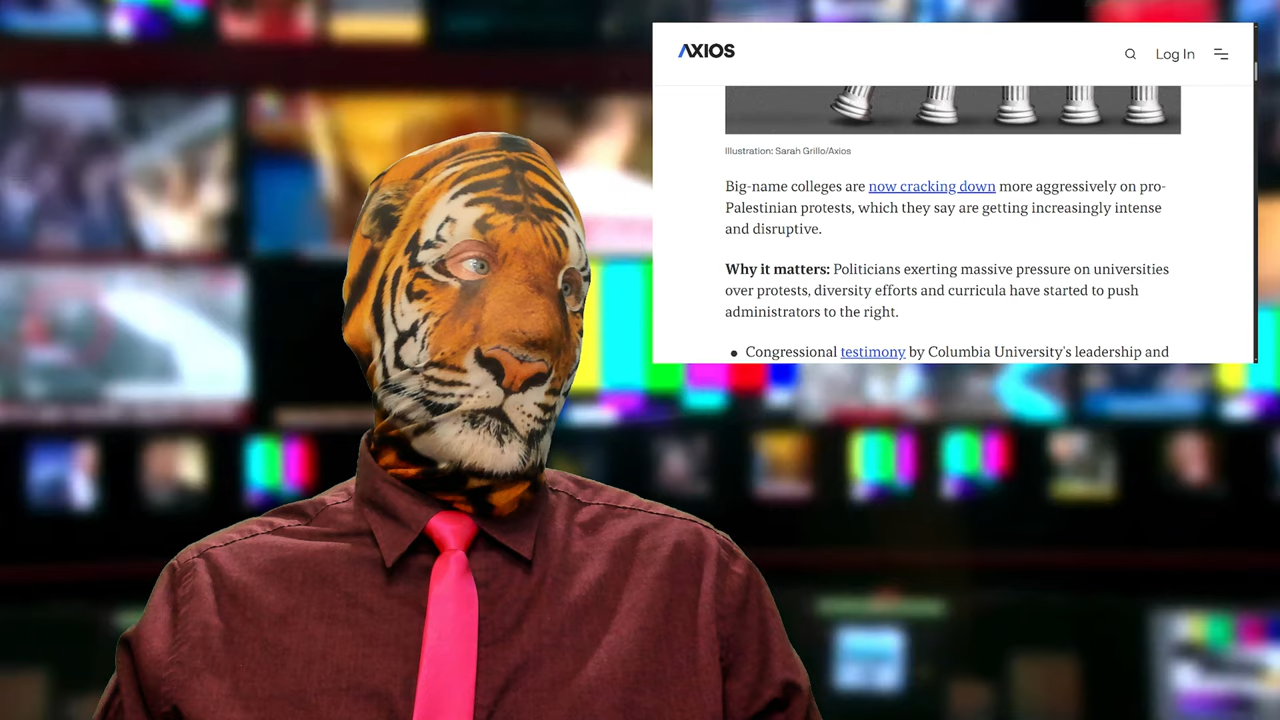 AXIOS
Log In
Illustration: Sarah Grillo/Axios
Big-name colleges are now cracking down more aggressively on pro-
Palestinian protests, which they say are getting increasingly intense
and disruptive.
Why it matters: Politicians exerting massive pressure on universities
over protests, diversity efforts and curricula have started to push
administrators to the right.
● Congressional testimony by Columbia University's leadership and